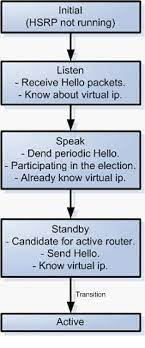 Initial
(HSRP not running)
Listen
- Receive Hello packets.
- Know about virtual ip.
Speak
- Dend periodic Hello.
- Participating in the election.
- Already know virtual ip.
Standby
- Candidate for active router.
- Send Hello.
- Know virtual ip.
Transition
Active